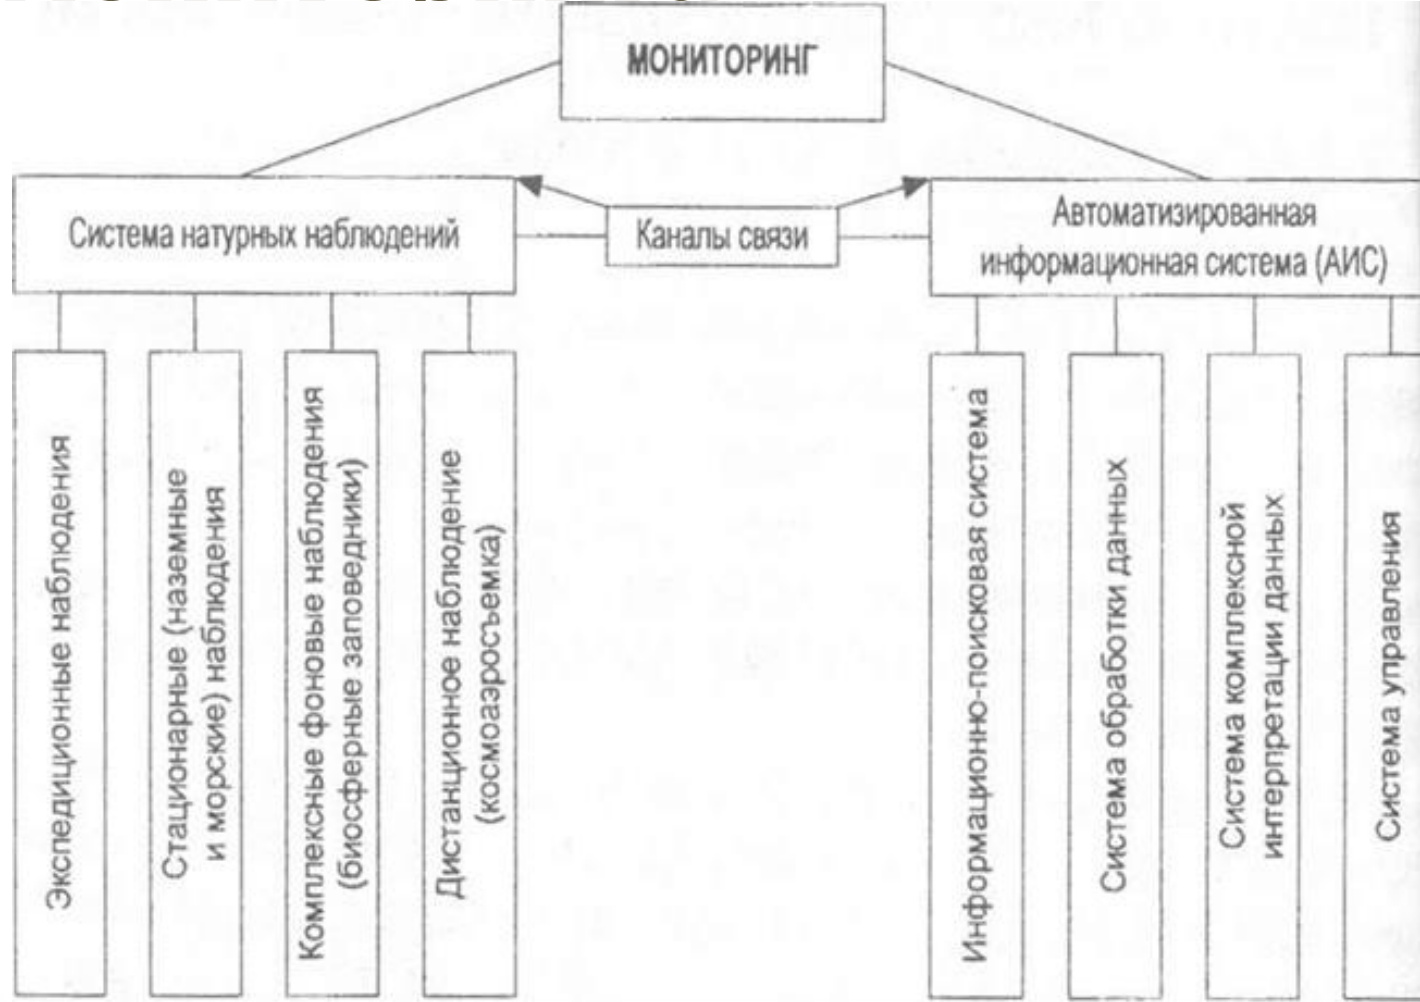 МОНИТОРИНГ
Система натурных наблюдений
Каналы связи
Автоматизированная
информационная система (АИС)
Экспедиционные наблюдения
Стационарные (наземные
и морские) наблюдения
Комплексные фоновые наблюдения
(биосферные заповедники)
Дистанционное наблюдение
(космоаэросъемка)
Информационно-поисковая система
Система обработки данных
Система комплексной
интерпретации данных
Система управления